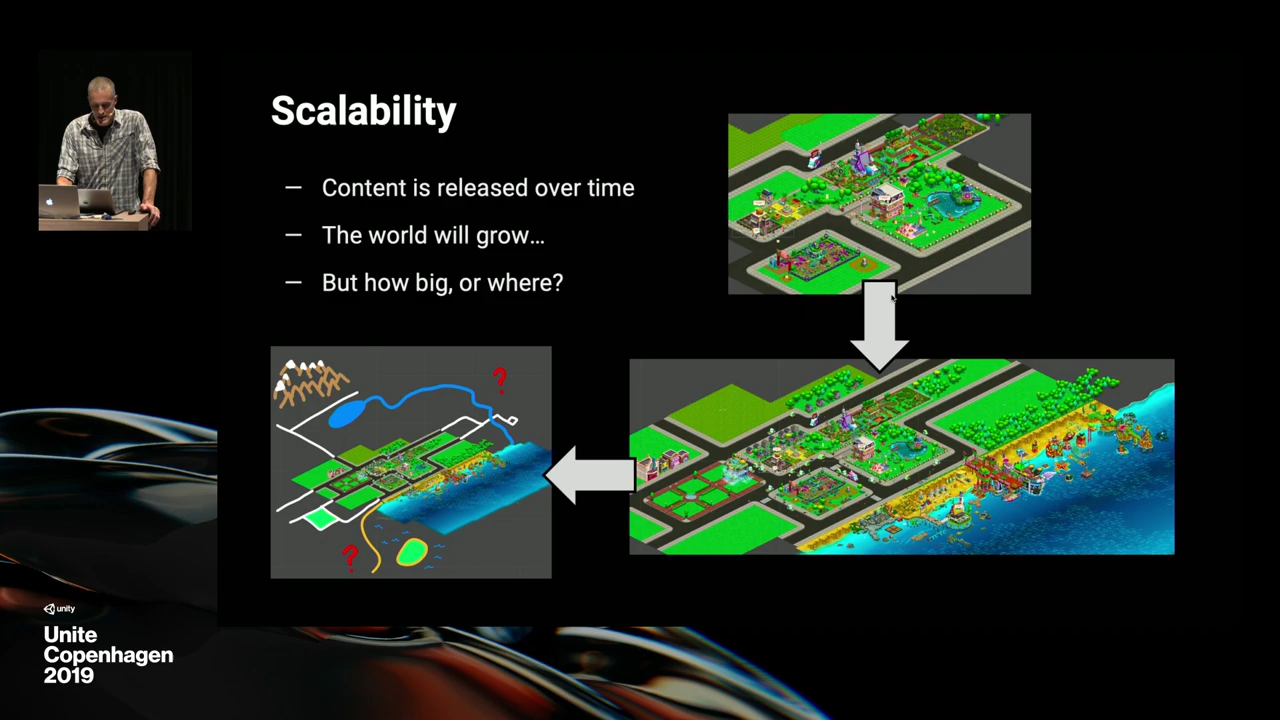 Scalability
— Content is released over time
— The world will grow...
— But how big, or where?
?
?
unity
Unite
Copenhagen
2019